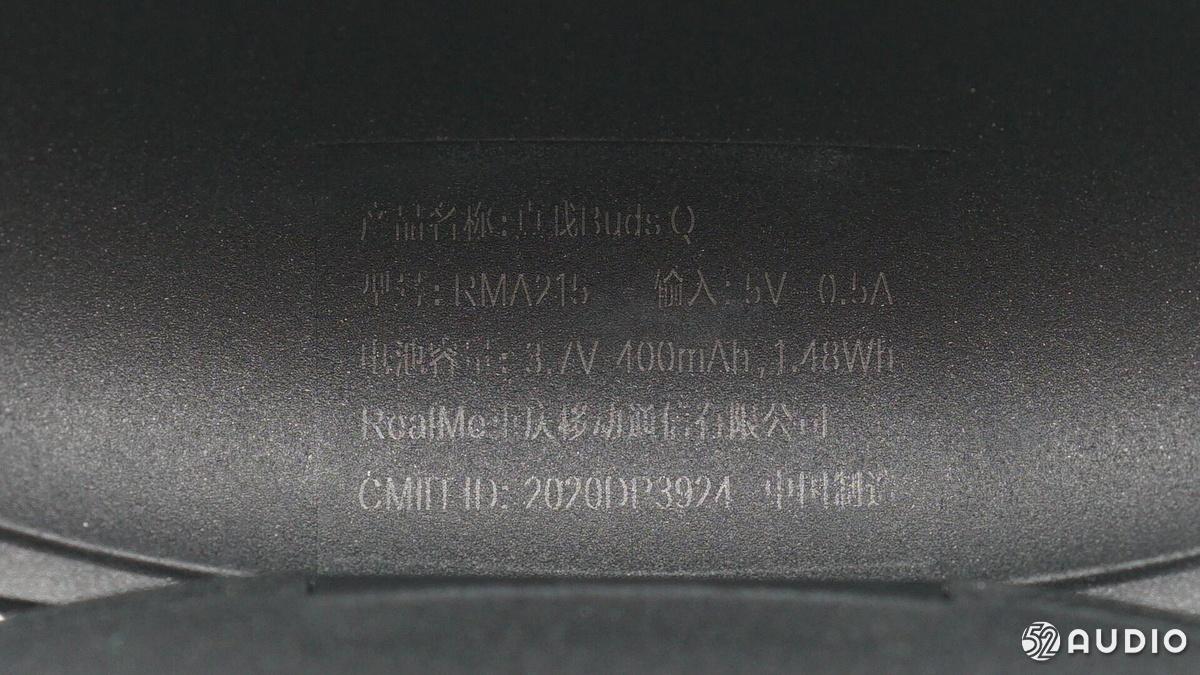 产品名称:真我Buds Q
型号:RMA215 输入:5V 0.5A
电池容量:3.7V 400mAh,1.48Wh
RealMe重庆移动通信有限公司
CMIIT ID: 2020DP3924 中国制造
52 AUDIO